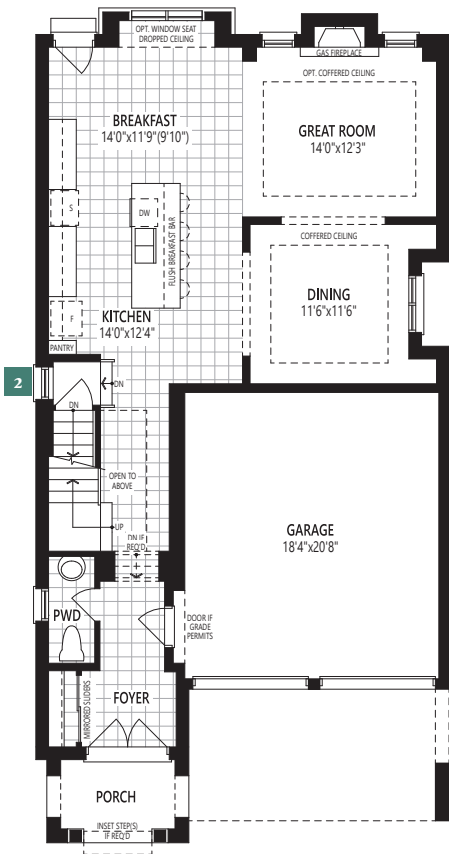 OPT. WINDOW SEAT
DROPPED CEILING
GAS FIREPLACE
OPT. COFFERED CEILING
BREAKFAST
14'0"x11'9"(9'10")
GREAT ROOM
14'0"x12'3"
S
DW
FLUSH BREAKFAST BAR
COFFERED CEILING
DINING
11'6"x11'6"
F
KITCHEN
14'0"x12'4"
PANTRY
2
DN
DN
OPEN TO
ABOVE
UP
DN IF
REQ'D
GARAGE
18'4"x20'8"
PWD
DOOR IF
GRADE
PERMITS
MIRRORED SLIDERS
FOYER
PORCH
INSET STEP(S)
IF REQ'D